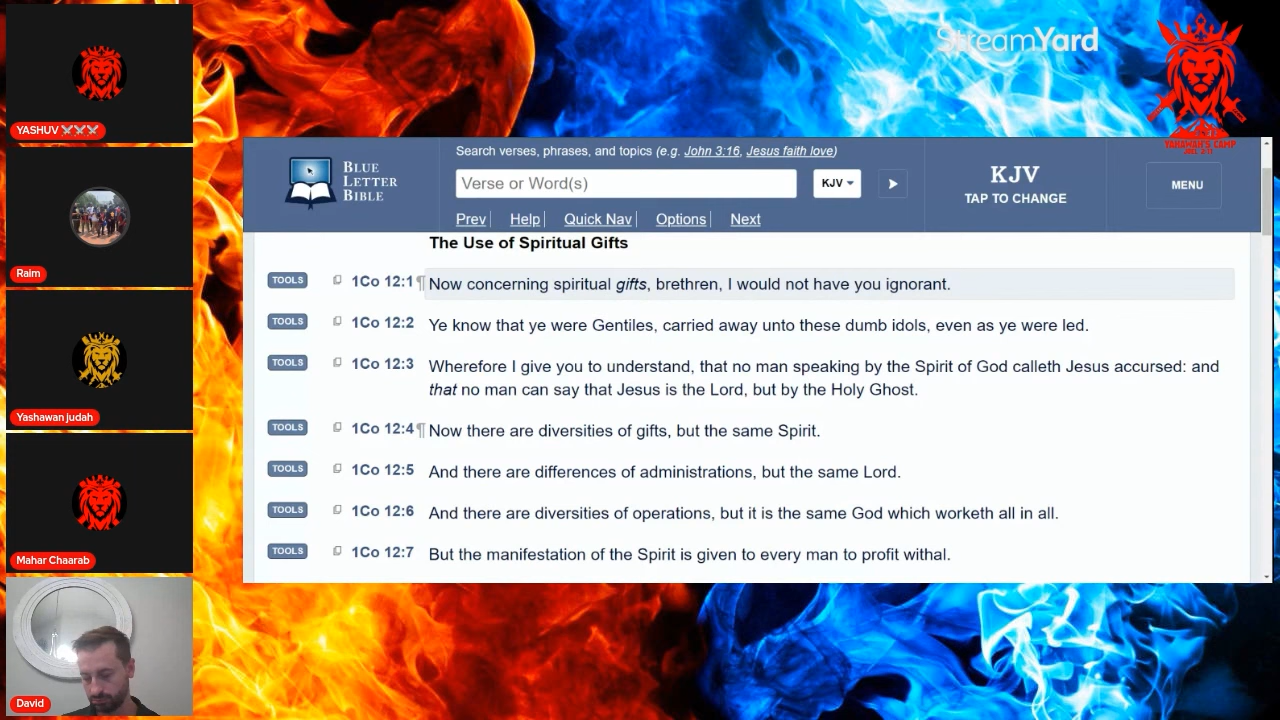 YASHUV ⚔⚔⚔
Raim
Yashawan judah
Mahar Chaarab
David
StreamYard
YAHAWAH'S CAMP
BLUE
LETTER
BIBLE
Search verses, phrases, and topics (e.g. John 3:16, Jesus faith love)
Verse or Word(s)
KJV
Prev| Help| Quick Nav| Options| Next
KJV
TAP TO CHANGE
MENU
The Use of Spiritual Gifts
TOOLS 1Co 12:1 ¶ Now concerning spiritual gifts, brethren, I would not have you ignorant.
TOOLS 1Co 12:2 Ye know that ye were Gentiles, carried away unto these dumb idols, even as ye were led.
TOOLS 1Co 12:3 Wherefore I give you to understand, that no man speaking by the Spirit of God calleth Jesus accursed: and
that no man can say that Jesus is the Lord, but by the Holy Ghost.
TOOLS 1Co 12:4 ¶ Now there are diversities of gifts, but the same Spirit.
TOOLS 1Co 12:5 And there are differences of administrations, but the same Lord.
TOOLS 1Co 12:6 And there are diversities of operations, but it is the same God which worketh all in all.
TOOLS 1Co 12:7 But the manifestation of the Spirit is given to every man to profit withal.